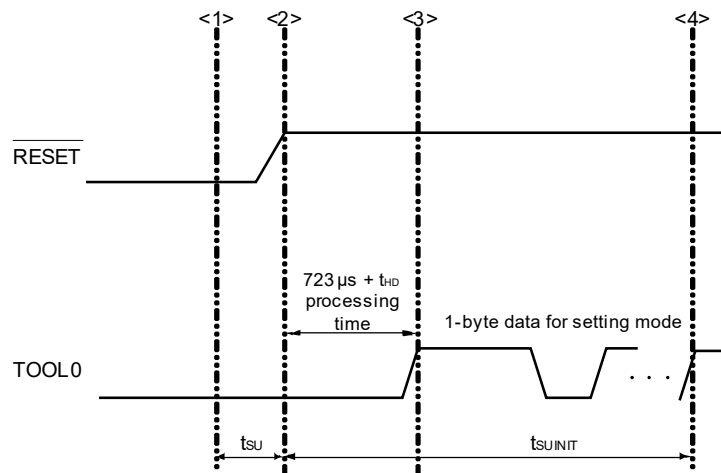 <1> <2> <3> <4>
RESET
723 µs + tHD
processing
time
1-byte data for setting mode
TOOL0
. . .
tSU
tSUINIT